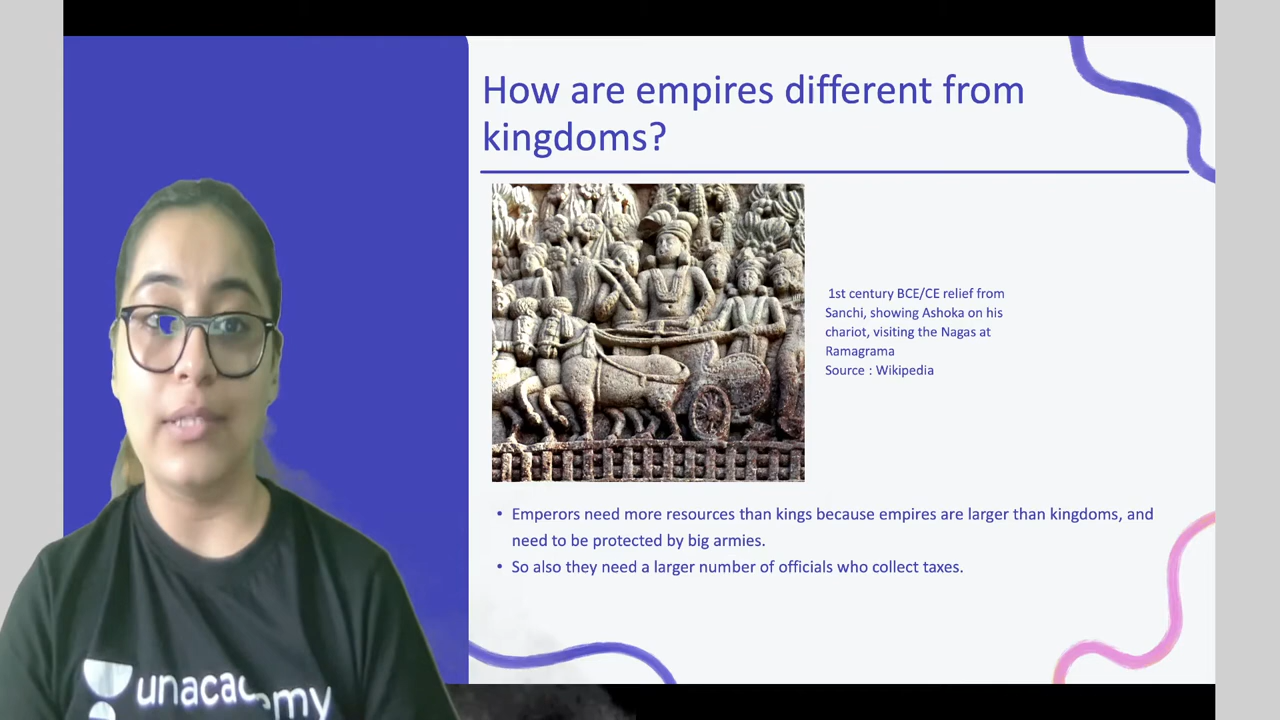 How are empires different from
kingdoms?
1st century BCE/CE relief from
Sanchi, showing Ashoka on his
chariot, visiting the Nagas at
Ramagrama
Source : Wikipedia
• Emperors need more resources than kings because empires are larger than kingdoms, and
need to be protected by big armies.
• So also they need a larger number of officials who collect taxes.
unacademy